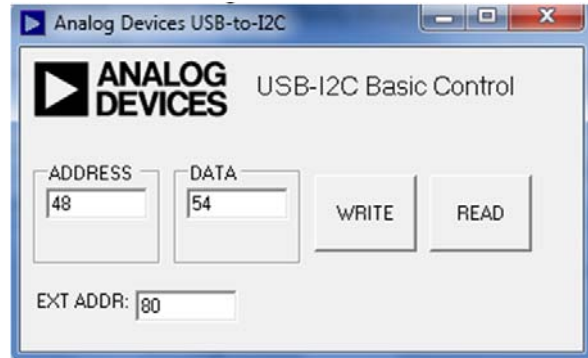 Analog Devices USB-to-I2C
ANALOG
DEVICES
USB-I2C Basic Control
ADDRESS
48
DATA
54
WRITE
READ
EXT ADDR: 80